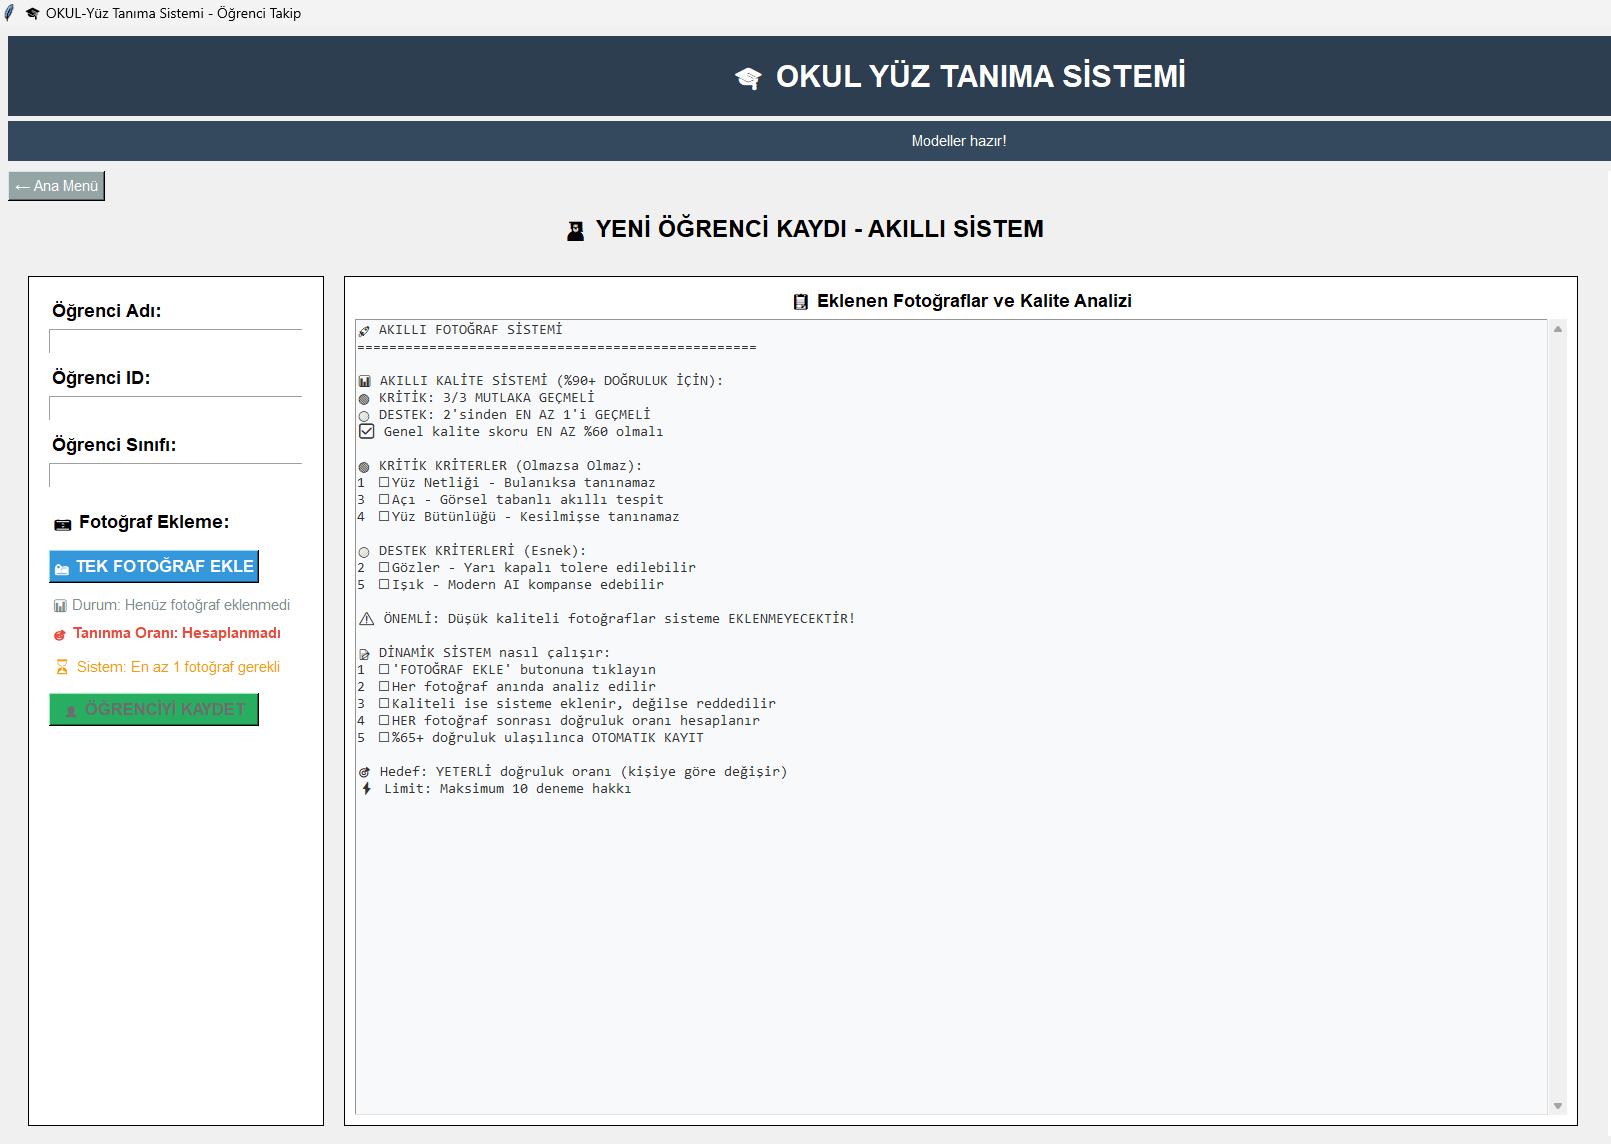 OKUL-Yüz Tanıma Sistemi - Öğrenci Takip
OKUL YÜZ TANIMA SİSTEMİ
Modeller hazır!
← Ana Menü
YENİ ÖĞRENCİ KAYDI - AKILLI SİSTEM
Öğrenci Adı:
Öğrenci ID:
Öğrenci Sınıfı:
Fotoğraf Ekleme:
TEK FOTOĞRAF EKLE
Durum: Henüz fotoğraf eklenmedi
Tanınma Oranı: Hesaplanmadı
Sistem: En az 1 fotoğraf gerekli
ÖĞRENCİYİ KAYDET
Eklenen Fotoğraflar ve Kalite Analizi
AKILLI FOTOĞRAF SİSTEMİ
==================================================
AKILLI KALİTE SİSTEMİ (%90+ DOĞRULUK İÇİN):
KRİTİK: 3/3 MUTLAKA GEÇMELİ
DESTEK: 2'sinden EN AZ 1'i GEÇMELİ
☑ Genel kalite skoru EN AZ %60 olmalı
KRİTİK KRİTERLER (Olmazsa Olmaz):
1 ☐Yüz Netliği - Bulanıksa tanınamaz
3 ☐Açı - Görsel tabanlı akıllı tespit
4 ☐Yüz Bütünlüğü - Kesilmişse tanınamaz
DESTEK KRİTERLERİ (Esnek):
2 ☐Gözler - Yarı kapalı tolere edilebilir
5 ☐Işık - Modern AI kompanse edebilir
⚠ ÖNEMLİ: Düşük kaliteli fotoğraflar sisteme EKLENMEYECEKTİR!
DİNAMİK SİSTEM nasıl çalışır:
1 ☐'FOTOĞRAF EKLE' butonuna tıklayın
2 ☐Her fotoğraf anında analiz edilir
3 ☐Kaliteli ise sisteme eklenir, değilse reddedilir
4 ☐HER fotoğraf sonrası doğruluk oranı hesaplanır
5 ☐%65+ doğruluk ulaşılınca OTOMATIK KAYIT
Hedef: YETERLİ doğruluk oranı (kişiye göre değişir)
Limit: Maksimum 10 deneme hakkı